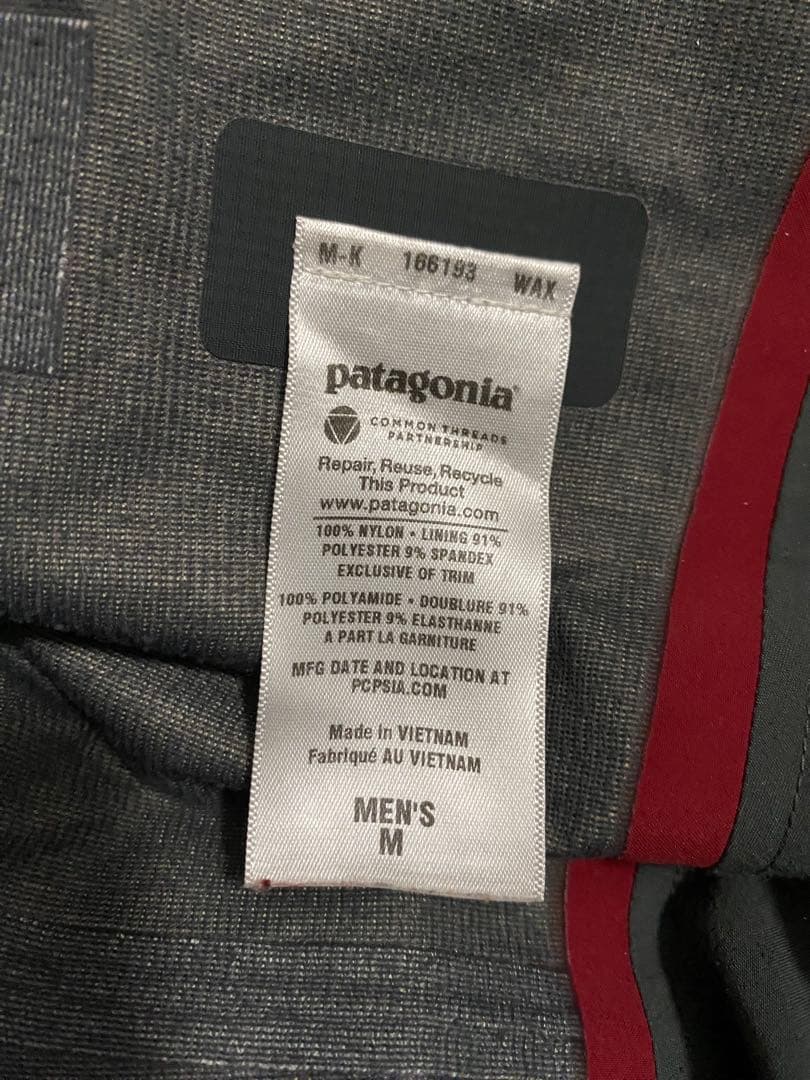 M-K 166193 WAX
patagonia®
COMMON THREADS
PARTNERSHIP
Repair, Reuse, Recycle
This Product
www.patagonia.com
100% NYLON • LINING 91%
POLYESTER 9% SPANDEX
EXCLUSIVE OF TRIM
100% POLYAMIDE • DOUBLURE 91%
POLYESTER 9% ELASTHANNE
A PART LA GARNITURE
MFG DATE AND LOCATION AT
PCPSIA.COM
Made in VIETNAM
Fabriqué AU VIETNAM
MEN'S
M